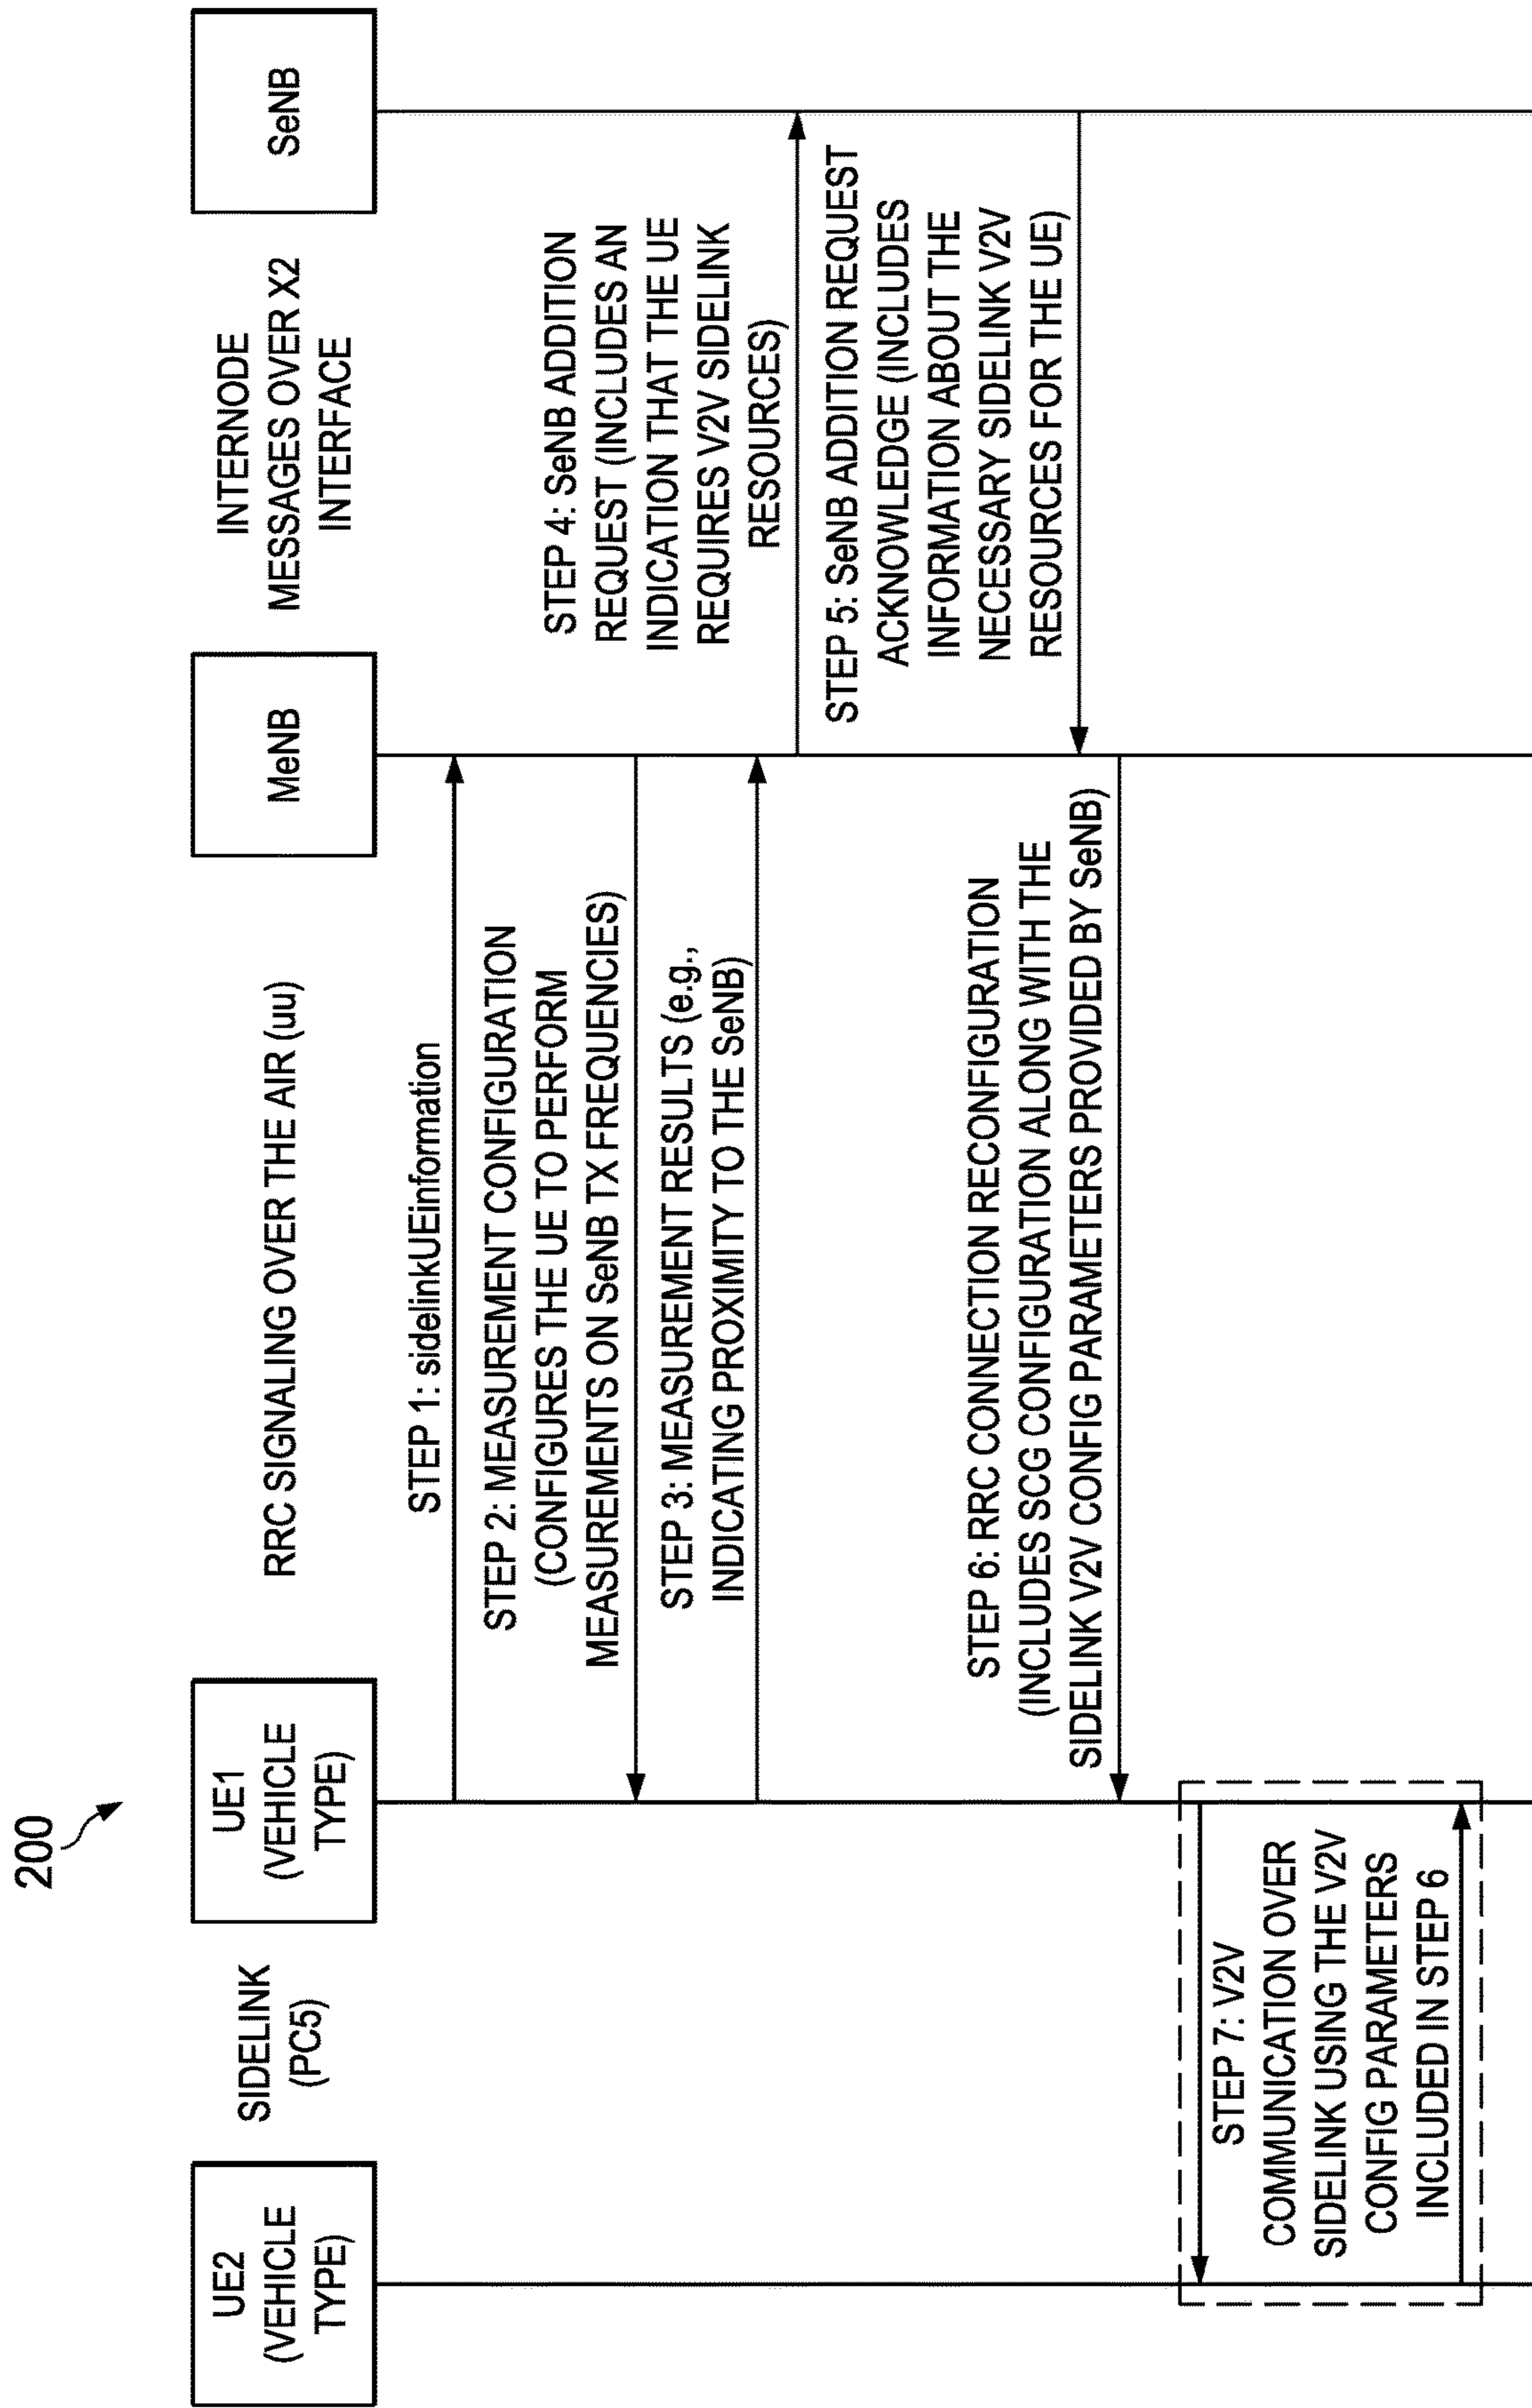 200
UE2
(VEHICLE
TYPE)
SIDELINK
(PC5)
UE1
(VEHICLE
TYPE)
RRC SIGNALING OVER THE AIR (uu)
MeNB
INTERNODE
MESSAGES OVER X2
INTERFACE
SeNB
STEP 1: sidelinkUEinformation
STEP 2: MEASUREMENT CONFIGURATION
(CONFIGURES THE UE TO PERFORM
MEASUREMENTS ON SeNB TX FREQUENCIES)
STEP 3: MEASUREMENT RESULTS (e.g.,
INDICATING PROXIMITY TO THE SeNB)
STEP 4: SeNB ADDITION
REQUEST (INCLUDES AN
INDICATION THAT THE UE
REQUIRES V2V SIDELINK
RESOURCES)
STEP 5: SeNB ADDITION REQUEST
ACKNOWLEDGE (INCLUDES
INFORMATION ABOUT THE
NECESSARY SIDELINK V2V
RESOURCES FOR THE UE)
STEP 6: RRC CONNECTION RECONFIGURATION
(INCLUDES SCG CONFIGURATION ALONG WITH THE
SIDELINK V2V CONFIG PARAMETERS PROVIDED BY SeNB)
STEP 7: V2V
COMMUNICATION OVER
SIDELINK USING THE V2V
CONFIG PARAMETERS
INCLUDED IN STEP 6